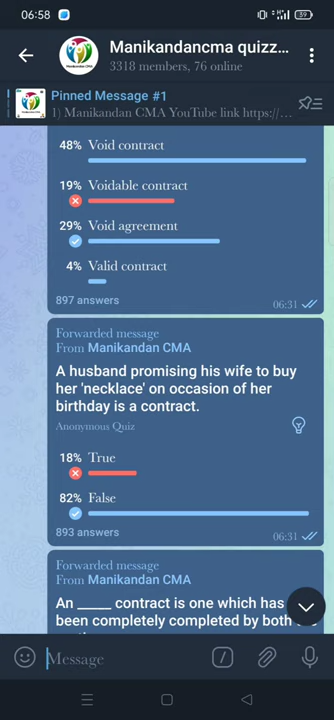 06:58
59
Manikandancma quizz...
3318 members, 76 online
Pinned Message #1
1) Manikandan CMA YouTube link https://...
48% Void contract
19% Voidable contract
29% Void agreement
4% Valid contract
897 answers
06:31
Forwarded message
From Manikandan CMA
A husband promising his wife to buy
her 'necklace' on occasion of her
birthday is a contract.
Anonymous Quiz
18% True
82% False
893 answers
06:31
Forwarded message
From Manikandan CMA
An _____ contract is one which has
been completely completed by both
Message